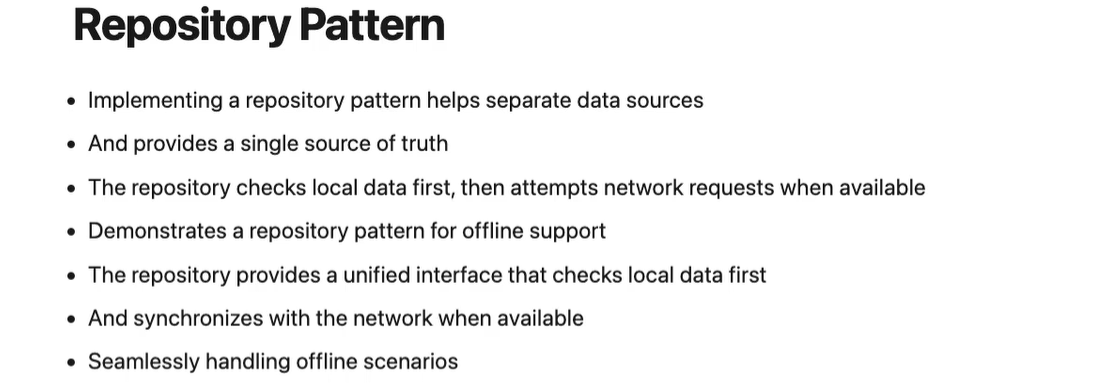 Repository Pattern
• Implementing a repository pattern helps separate data sources
• And provides a single source of truth
• The repository checks local data first, then attempts network requests when available
• Demonstrates a repository pattern for offline support
• The repository provides a unified interface that checks local data first
• And synchronizes with the network when available
• Seamlessly handling offline scenarios